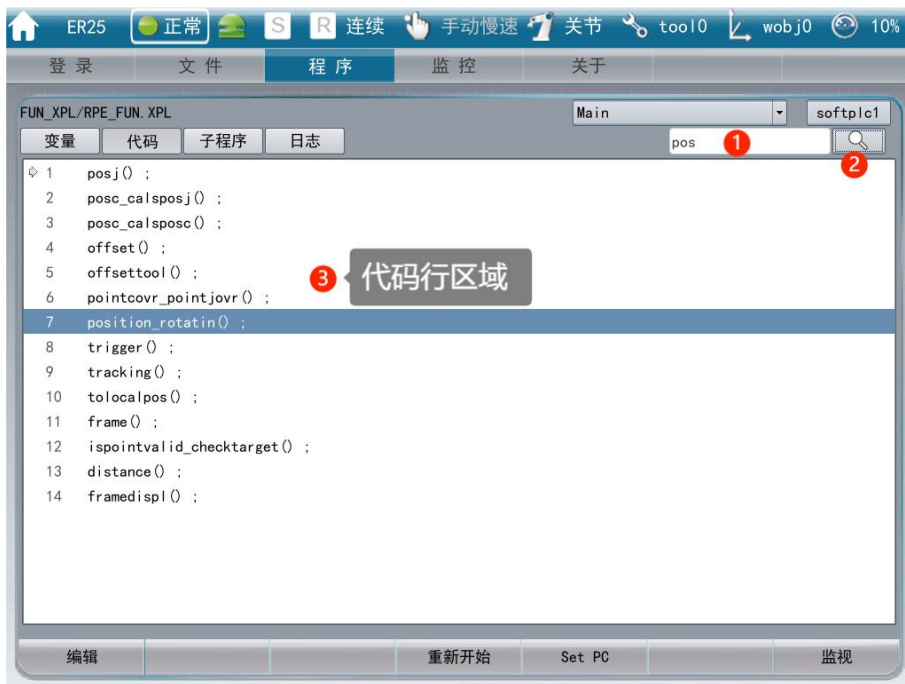 ER25 正常 S R 连续 手动慢速 关节 tool0 wobj0 10%
登 录 文 件 程 序 监 控 关于
FUN_XPL/RPE_FUN.XPL Main softplc1
变量 代码 子程序 日志 pos 1
2
1 posj() ;
2 posc_calsposj() ;
3 posc_calsposc() ;
4 offset() ;
5 offsettool() ;
3 代码行区域
6 pointcovr_pointjovr() ;
7 position_rotatin() ;
8 trigger() ;
9 tracking() ;
10 tolocalpos() ;
11 frame() ;
12 ispointvalid_checktarget() ;
13 distance() ;
14 framedispl() ;
编辑 重新开始 Set PC 监视